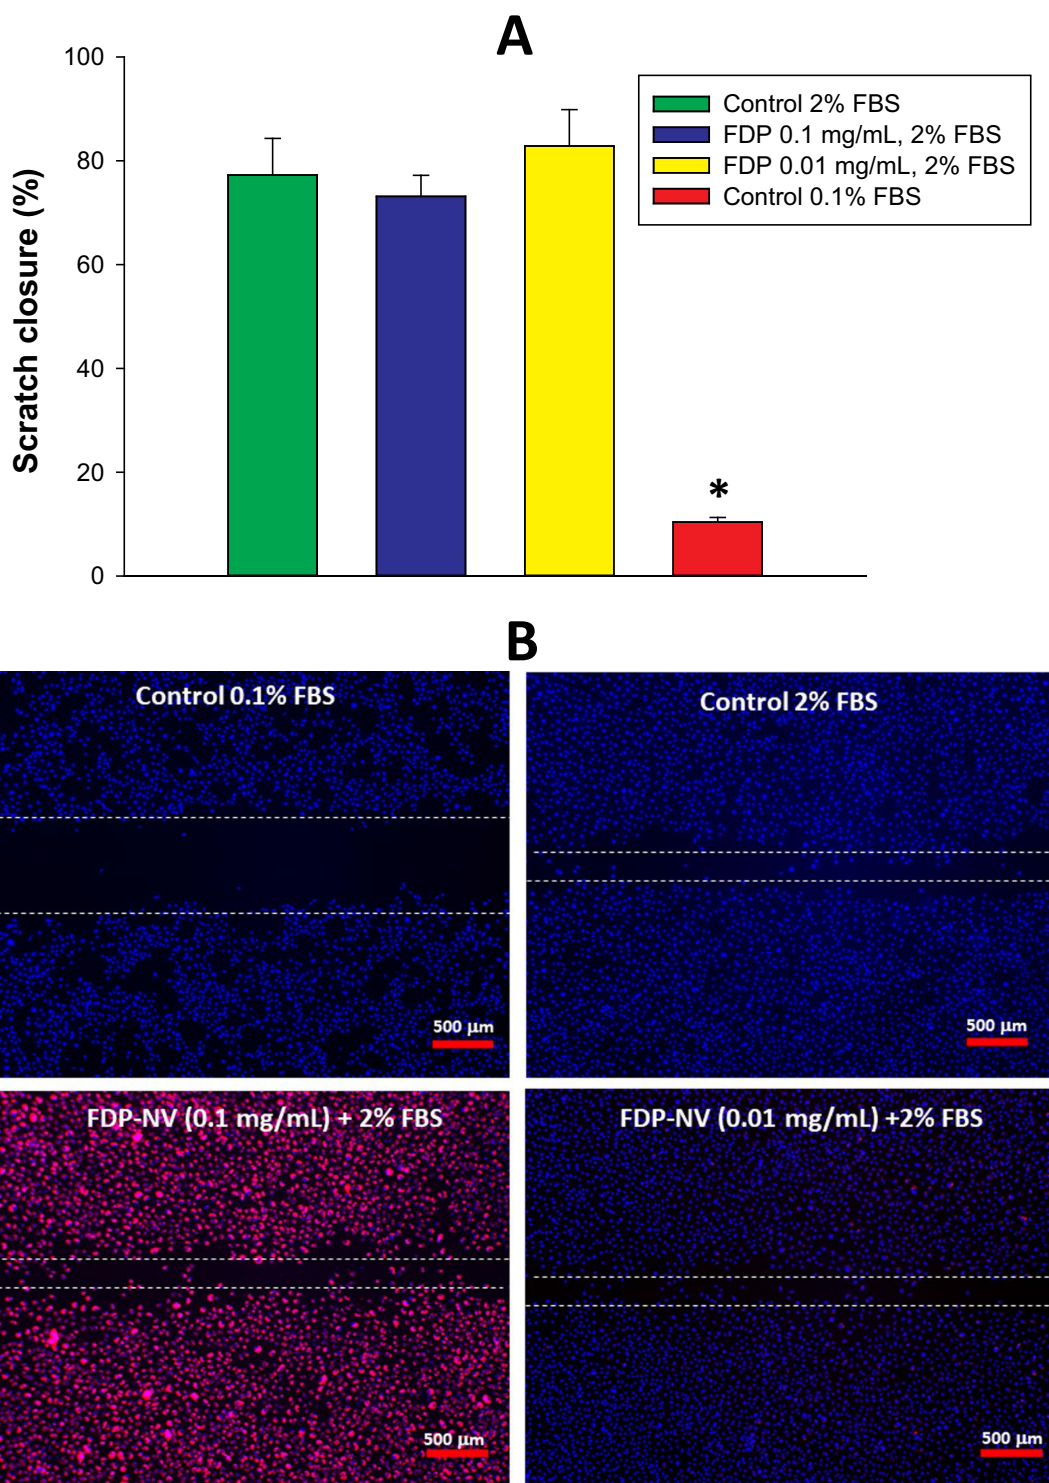 A
100
80
60
40
20
0
Scratch closure (%)
Control 2% FBS
FDP 0.1 mg/mL, 2% FBS
FDP 0.01 mg/mL, 2% FBS
Control 0.1% FBS
*
B
Control 0.1% FBS
500 µm
Control 2% FBS
500 µm
FDP-NV (0.1 mg/mL) + 2% FBS
500 µm
FDP-NV (0.01 mg/mL) +2% FBS
500 µm